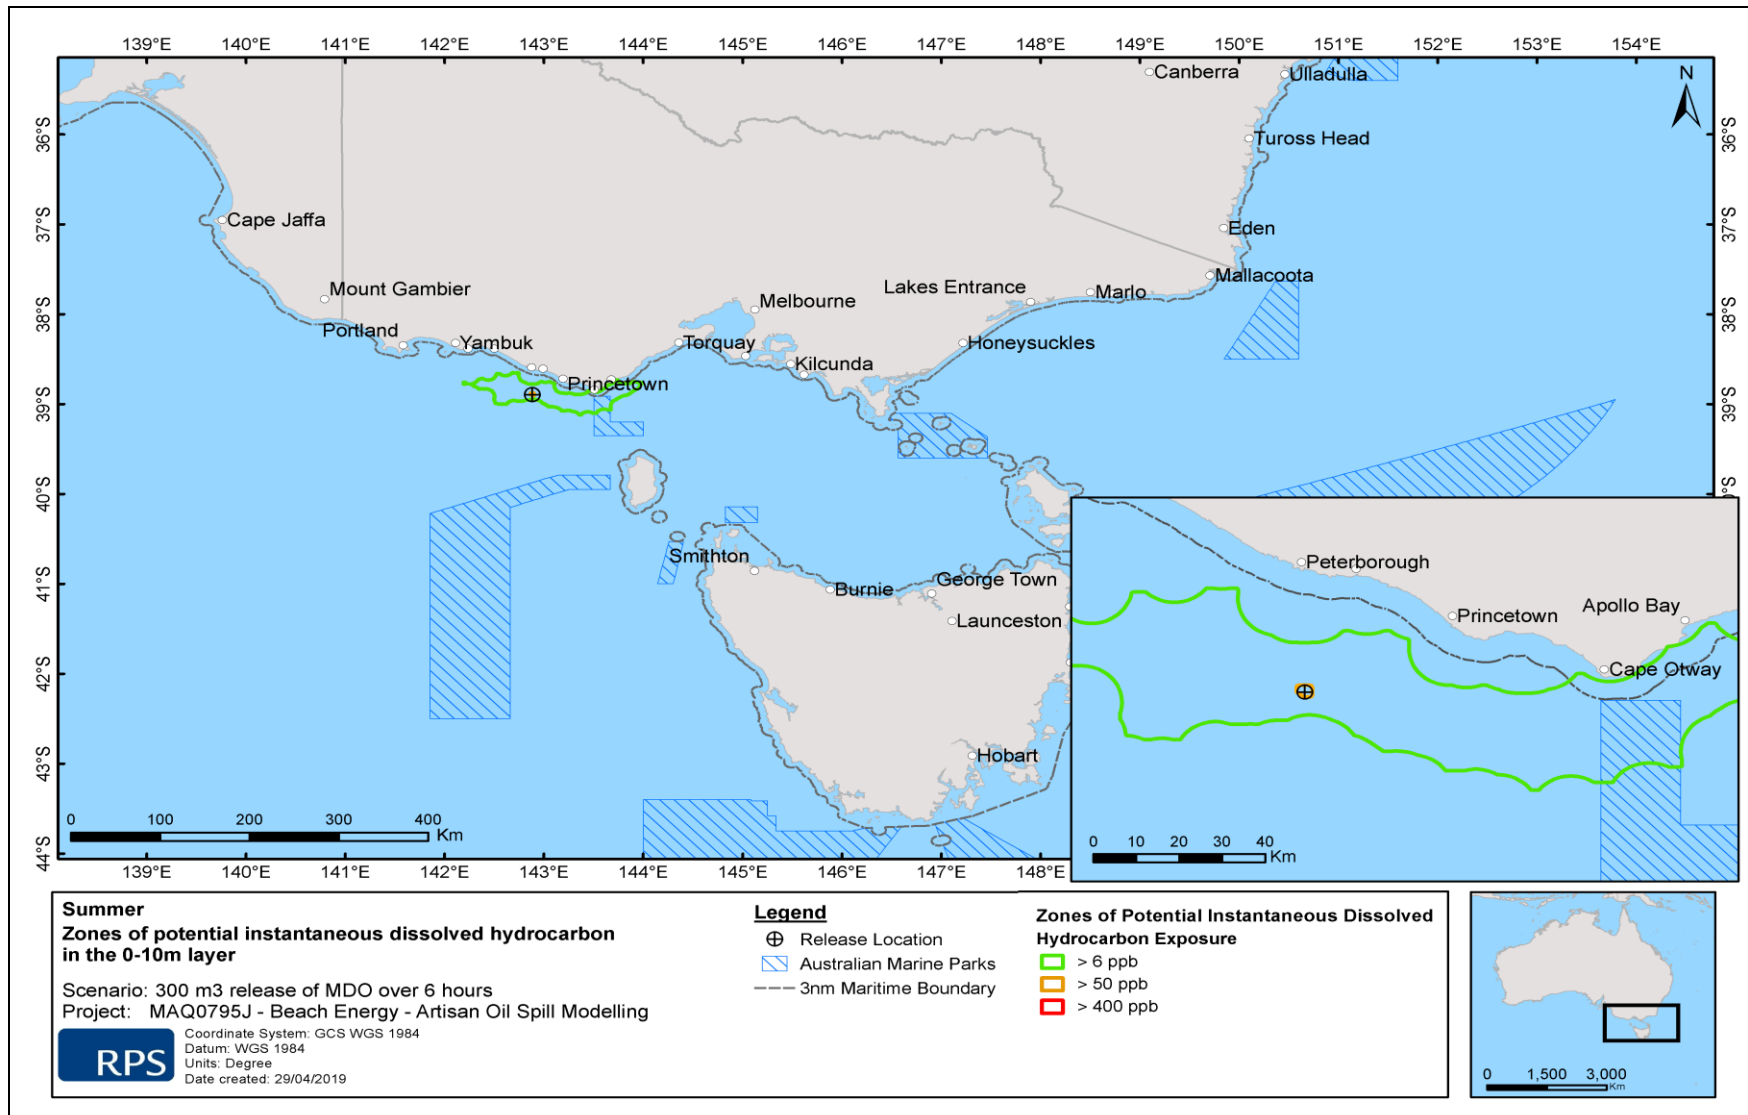 139°E 140°E 141°E 142°E 143°E 144°E 145°E 146°E 147°E 148°E 149°E 150°E 151°E 152°E 153°E 154°E
N
Canberra
Ulladulla
36°S
36°S
Tuross Head
37°S
37°S
Cape Jaffa
Eden
Mallacoota
Mount Gambier
Lakes Entrance
Marlo
Melbourne
38°S
38°S
Portland
Yambuk
Torquay
Honeysuckles
Kilcunda
Princetown
39°S
39°S
40°S
Smithton
41°S
Burnie
George Town
Launceston
42°S
Hobart
43°S
44°S
0 100 200 300 400
Km
139°E 140°E 141°E 142°E 143°E 144°E 145°E 146°E 147°E 148°E
Peterborough
Apollo Bay
Princetown
Cape Otway
0 10 20 30 40
Km
Summer
Zones of potential instantaneous dissolved hydrocarbon
in the 0-10m layer
Scenario: 300 m3 release of MDO over 6 hours
Project: MAQ0795J - Beach Energy - Artisan Oil Spill Modelling
RPS
Coordinate System: GCS WGS 1984
Datum: WGS 1984
Units: Degree
Date created: 29/04/2019
Legend
Release Location
Australian Marine Parks
3nm Maritime Boundary
Zones of Potential Instantaneous Dissolved
Hydrocarbon Exposure
> 6 ppb
> 50 ppb
> 400 ppb
0 1,500 3,000
Km